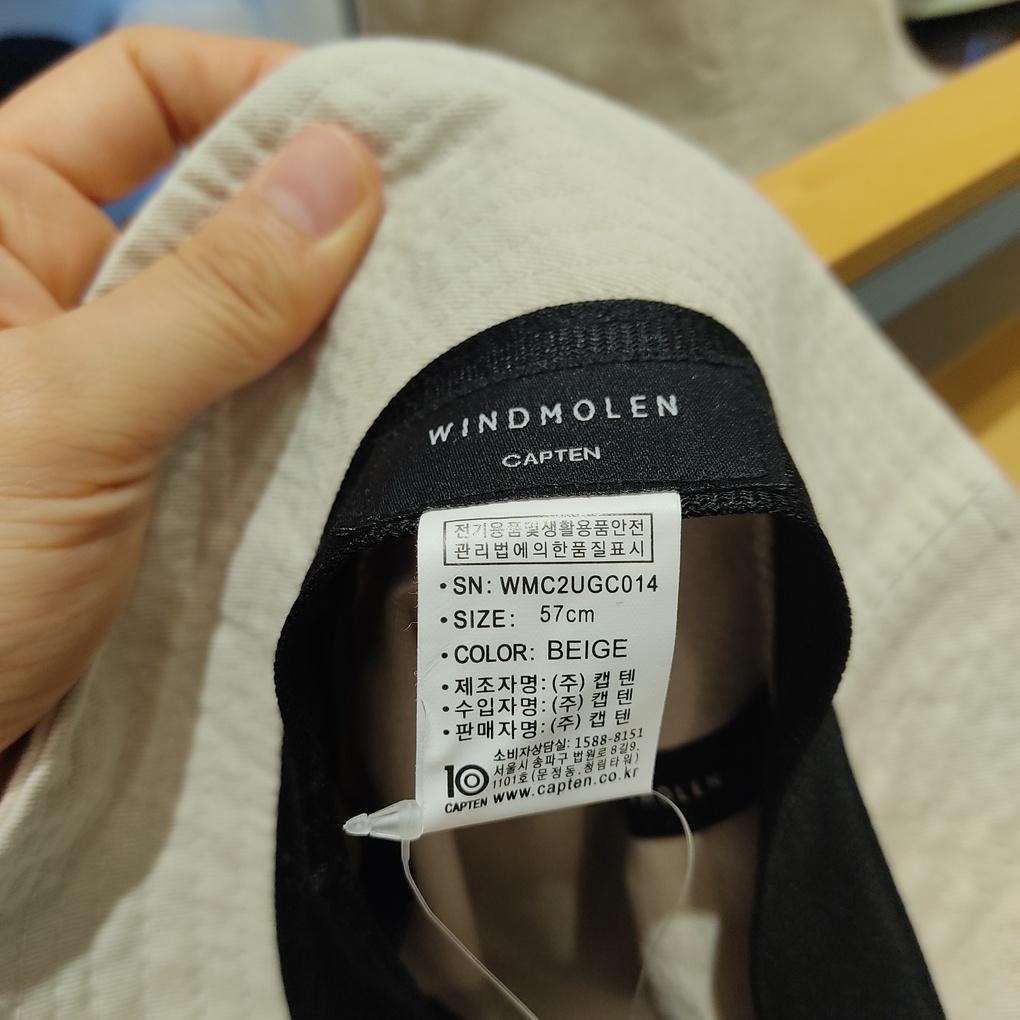 WINDMOLEN
CAPTEN
전기용품및생활용품안전
관리법에의한품질표시
•SN: WMC2UGC014
•SIZE: 57cm
•COLOR: BEIGE
•제조자명:(주) 캡텐
•수입자명:(주) 캡텐
•판매자명:(주) 캡텐
소비자상담실: 1588-8151
서울시 송파구 법원로 8길9,
1101호(문정동,청림타워)
10
CAPTEN www.capten.co.kr